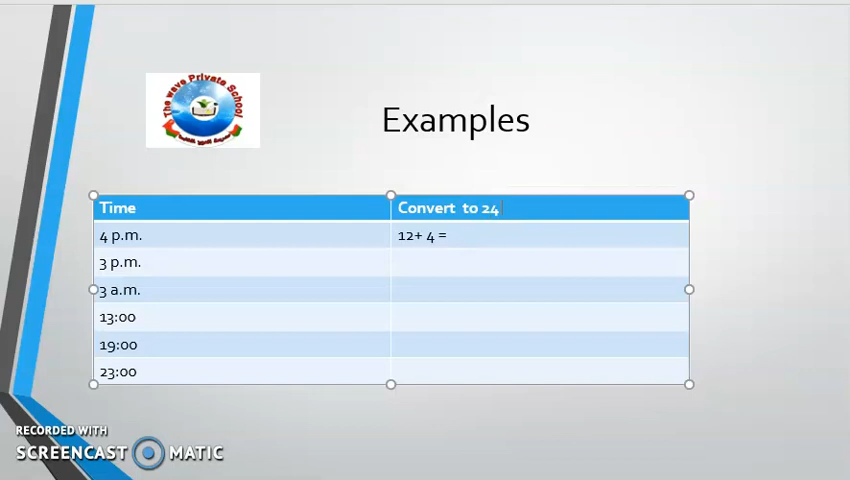 The wave Private School
Examples
Time
Convert to 24
4 p.m.
12+ 4 =
3 p.m.
3 a.m.
13:00
19:00
23:00
RECORDED WITH
SCREENCAST MATIC